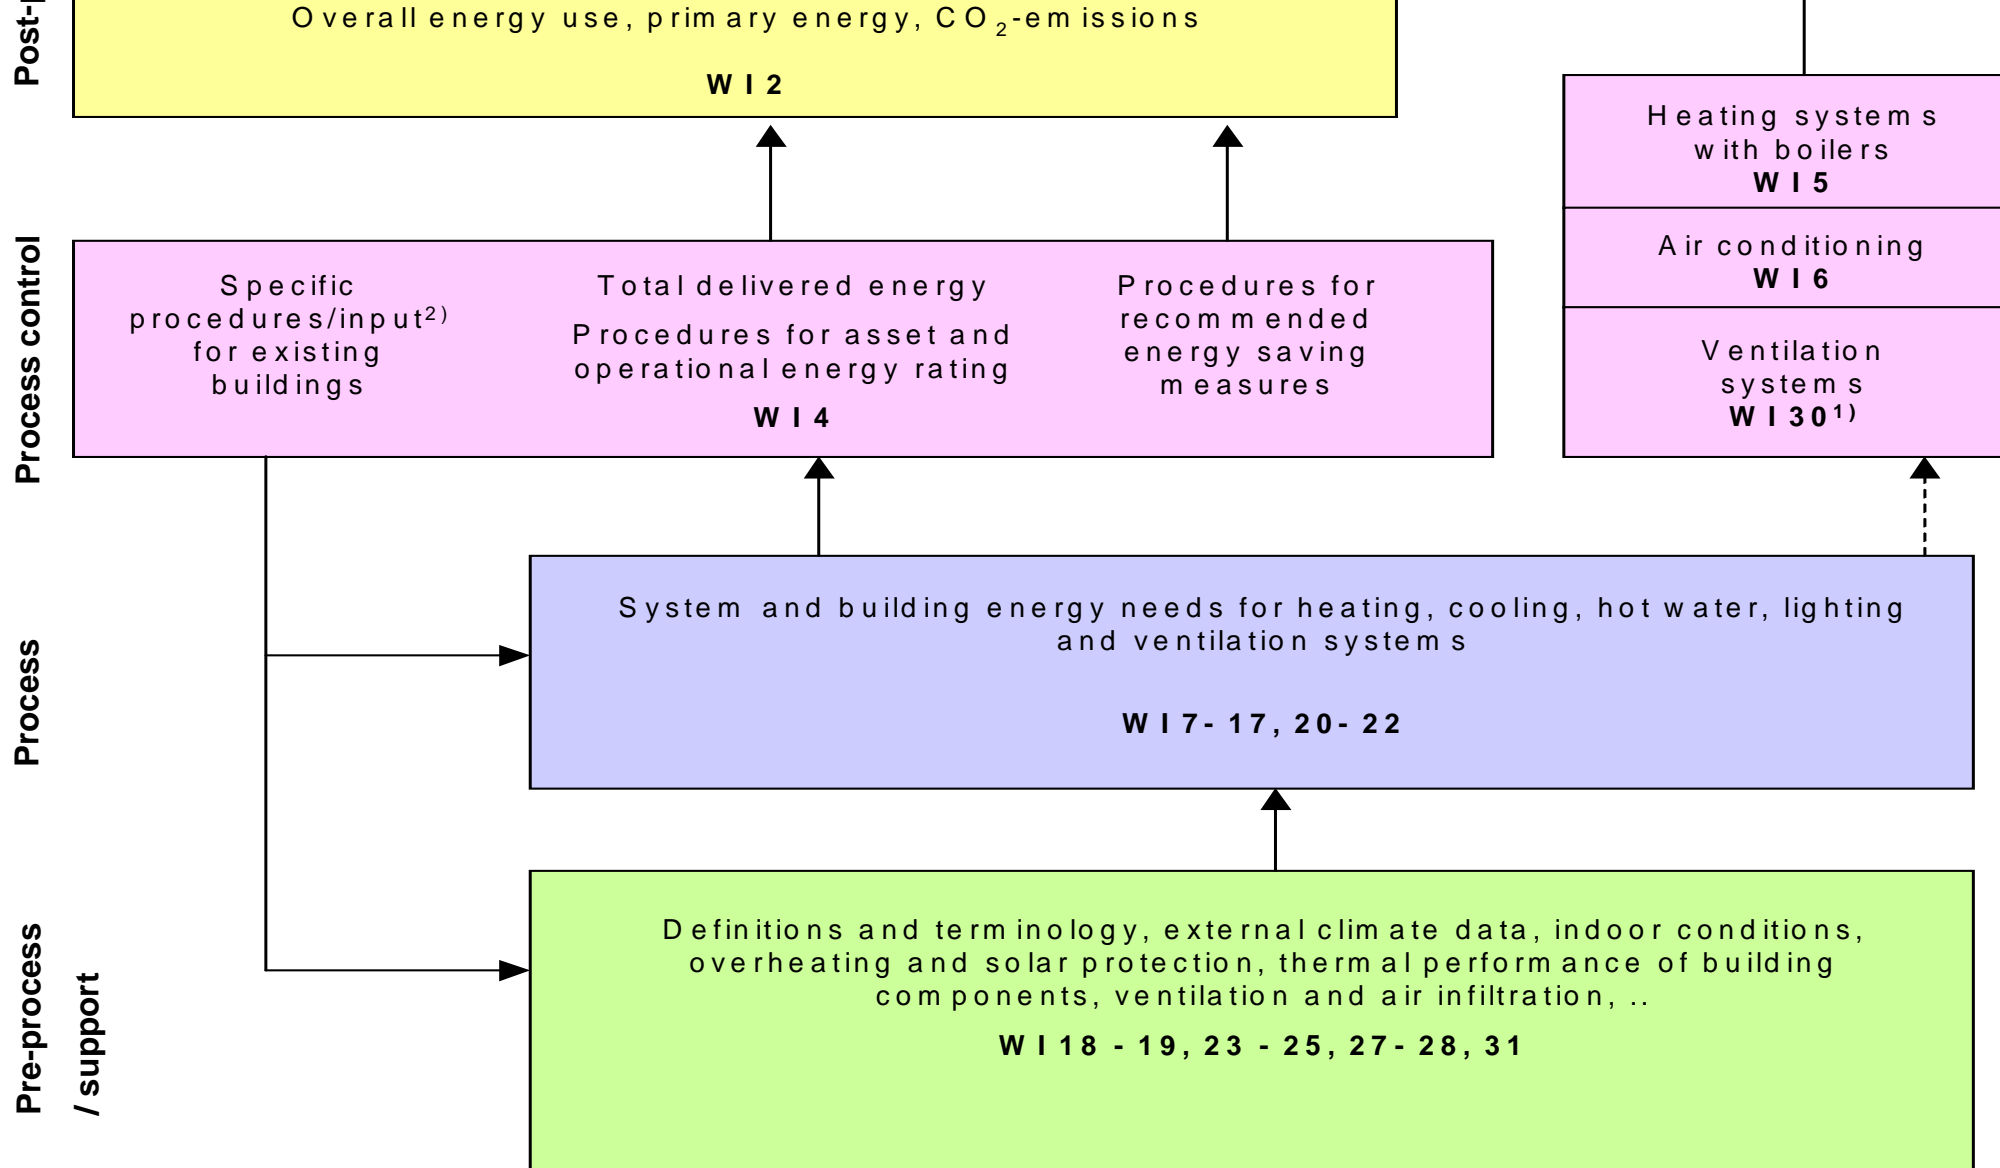 Overall energy use, primary energy, CO2-emissions
WI 2
Heating systems
with boilers
WI 5
Air conditioning
WI 6
Ventilation
systems
WI 30¹⁾
Process control
Specific
procedures/input²⁾
for existing
buildings
Total delivered energy
Procedures for asset and
operational energy rating
WI 4
Procedures for
recommended
energy saving
measures
Process
System and building energy needs for heating, cooling, hot water, lighting
and ventilation systems
WI 7- 17, 20- 22
Pre-process
/ support
Definitions and terminology, external climate data, indoor conditions,
overheating and solar protection, thermal performance of building
components, ventilation and air infiltration, ..
WI 18 - 19, 23 - 25, 27- 28, 31